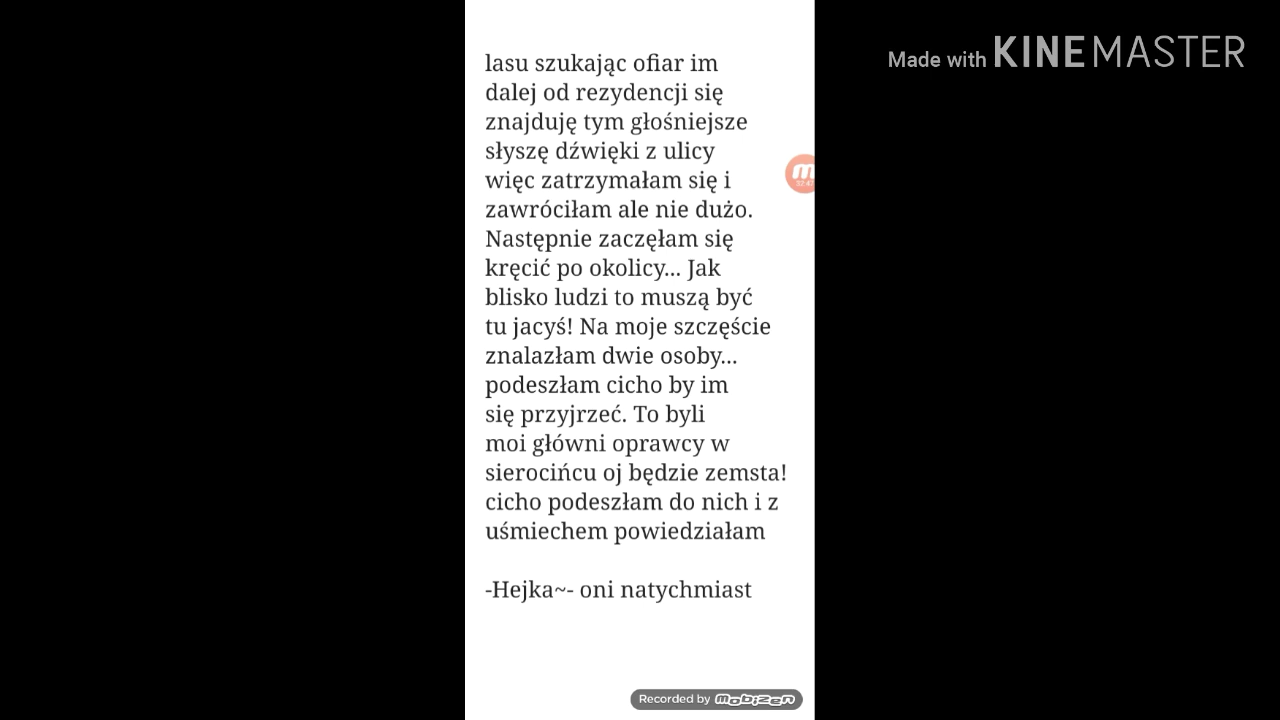 Made with KINEMASTER
lasu szukając ofiar im
dalej od rezydencji się
znajduję tym głośniejsze
słyszę dźwięki z ulicy
więc zatrzymałam się i
zawróciłam ale nie dużo.
Następnie zaczęłam się
kręcić po okolicy... Jak
blisko ludzi to muszą być
tu jacyś! Na moje szczęście
znalazłam dwie osoby...
podeszłam cicho by im
się przyjrzeć. To byli
moi główni oprawcy w
sierocińcu oj będzie zemsta!
cicho podeszłam do nich i z
uśmiechem powiedziałam
-Hejka~- oni natychmiast
Recorded by mobizen